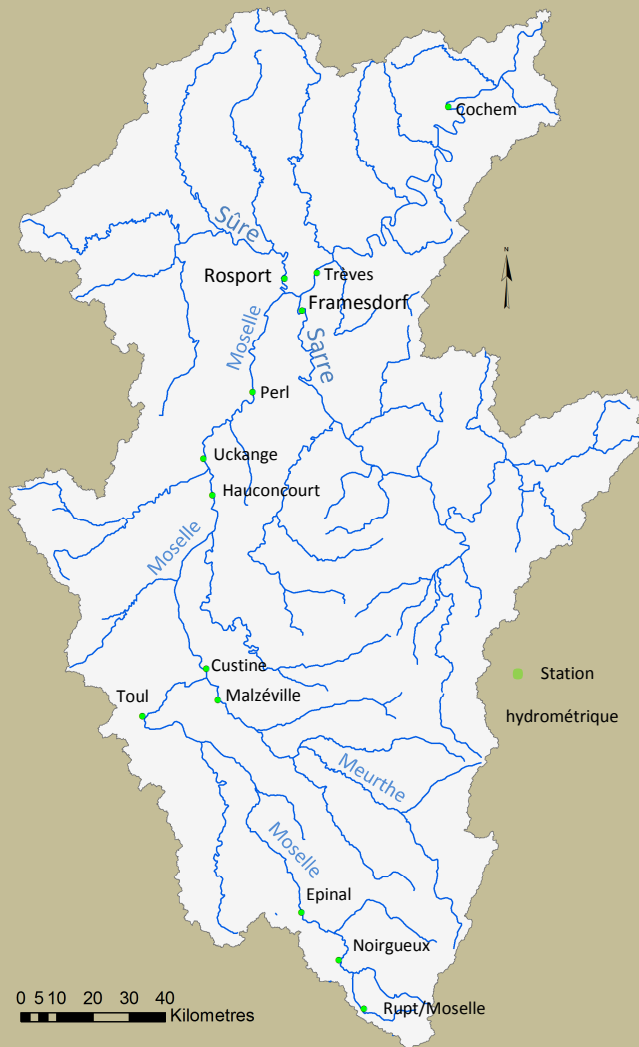 Cochem
Sûre
N
Rosport
Trèves
Framesdorf
Moselle
Sarre
Perl
Uckange
Hauconcourt
Moselle
Custine
Station
Toul
Malzéville
hydrométrique
Meurthe
Moselle
Epinal
Noirgueux
0 5 10 20 30 40
Kilometres
Rupt/Moselle